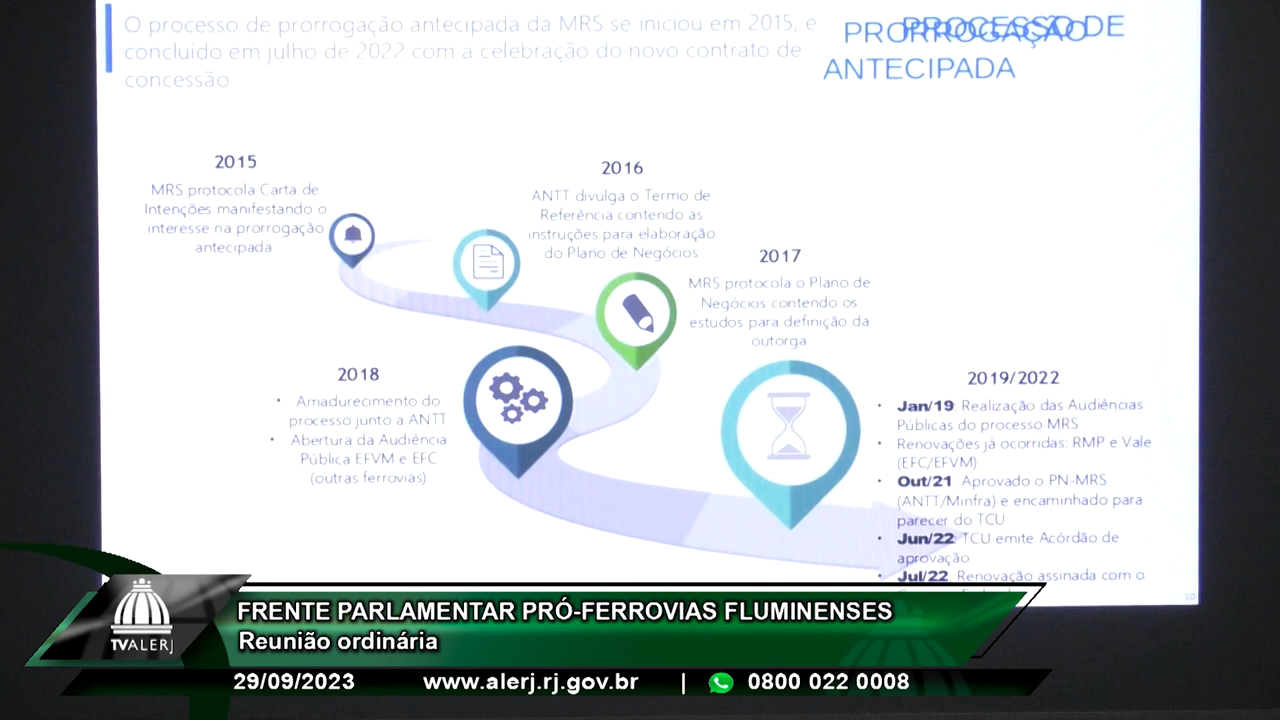 O processo de prorrogação antecipada da MRS se iniciou em 2015, e
concluido em julho de 2022 com a celebração do novo contrato de
concessão
PROCESSO DE
PRORROGAÇÃO
ANTECIPADA
2015
MRS protocola Carta de
Intenções manifestando o
interesse na prorrogação
antecipada
2016
ANTT divulga o Termo de
Referência contendo as
instruções para elaboração
do Plano de Negócios
2017
MRS protocola o Plano de
Negócios contendo os
estudos para definição da
outorga
2018
• Amadurecimento do
processo junto a ANTT
• Abertura da Audiência
Pública EFVM e EFC
(outras ferrovias)
2019/2022
• Jan/19: Realização das Audiências
Públicas do processo MRS
• Renovações já ocorridas: RMP e Vale
(EFC/EFVM)
• Out/21: Aprovado o PN-MRS
(ANTT/Minfra) e encaminhado para
parecer do TCU
• Jun/22: TCU emite Acórdão de
aprovação
• Jul/22: Renovação assinada com o
10
TVALERJ
FRENTE PARLAMENTAR PRÓ-FERROVIAS FLUMINENSES
Reunião ordinária
29/09/2023 www.alerj.rj.gov.br | 0800 022 0008